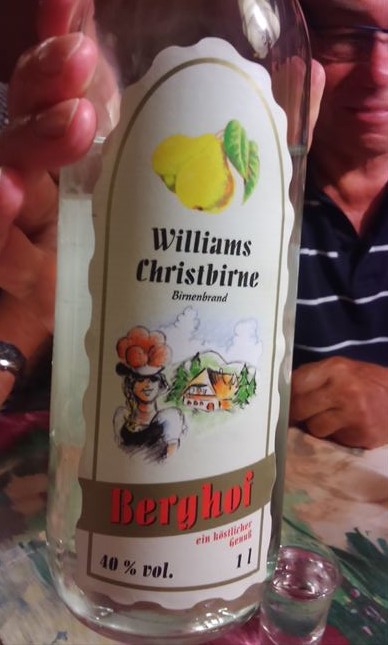 Williams
Christbirne
Birnenbrand
Berghof
ein köstlicher
Genuß
40 % vol.
1 l